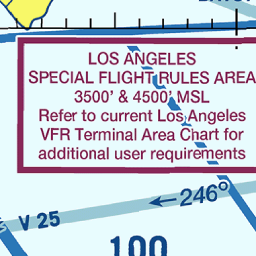 LOS ANGELES
SPECIAL FLIGHT RULES AREA
3500' & 4500' MSL
Refer to current Los Angeles
VFR Terminal Area Chart for
additional user requirements
246°
V 25
100